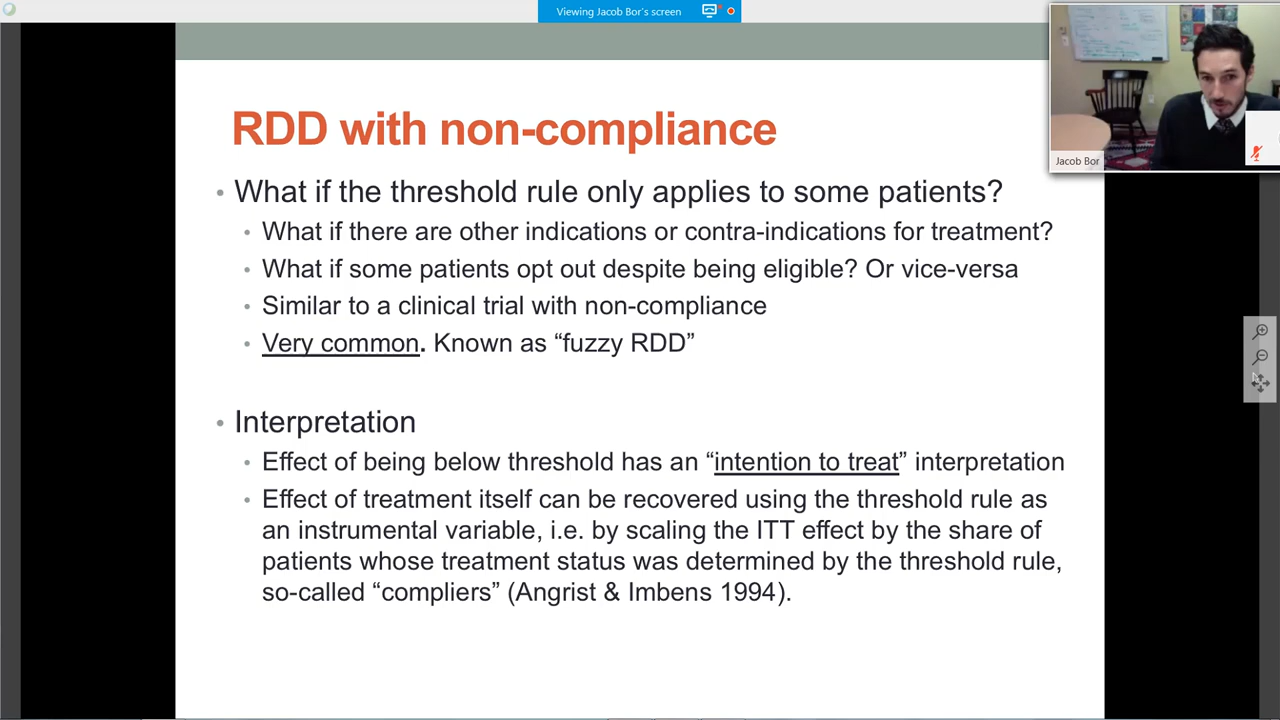 Viewing Jacob Bor's screen
Jacob Bor
RDD with non-compliance
• What if the threshold rule only applies to some patients?
• What if there are other indications or contra-indications for treatment?
• What if some patients opt out despite being eligible? Or vice-versa
• Similar to a clinical trial with non-compliance
• Very common. Known as “fuzzy RDD”
• Interpretation
• Effect of being below threshold has an “intention to treat” interpretation
• Effect of treatment itself can be recovered using the threshold rule as
an instrumental variable, i.e. by scaling the ITT effect by the share of
patients whose treatment status was determined by the threshold rule,
so-called “compliers” (Angrist & Imbens 1994).